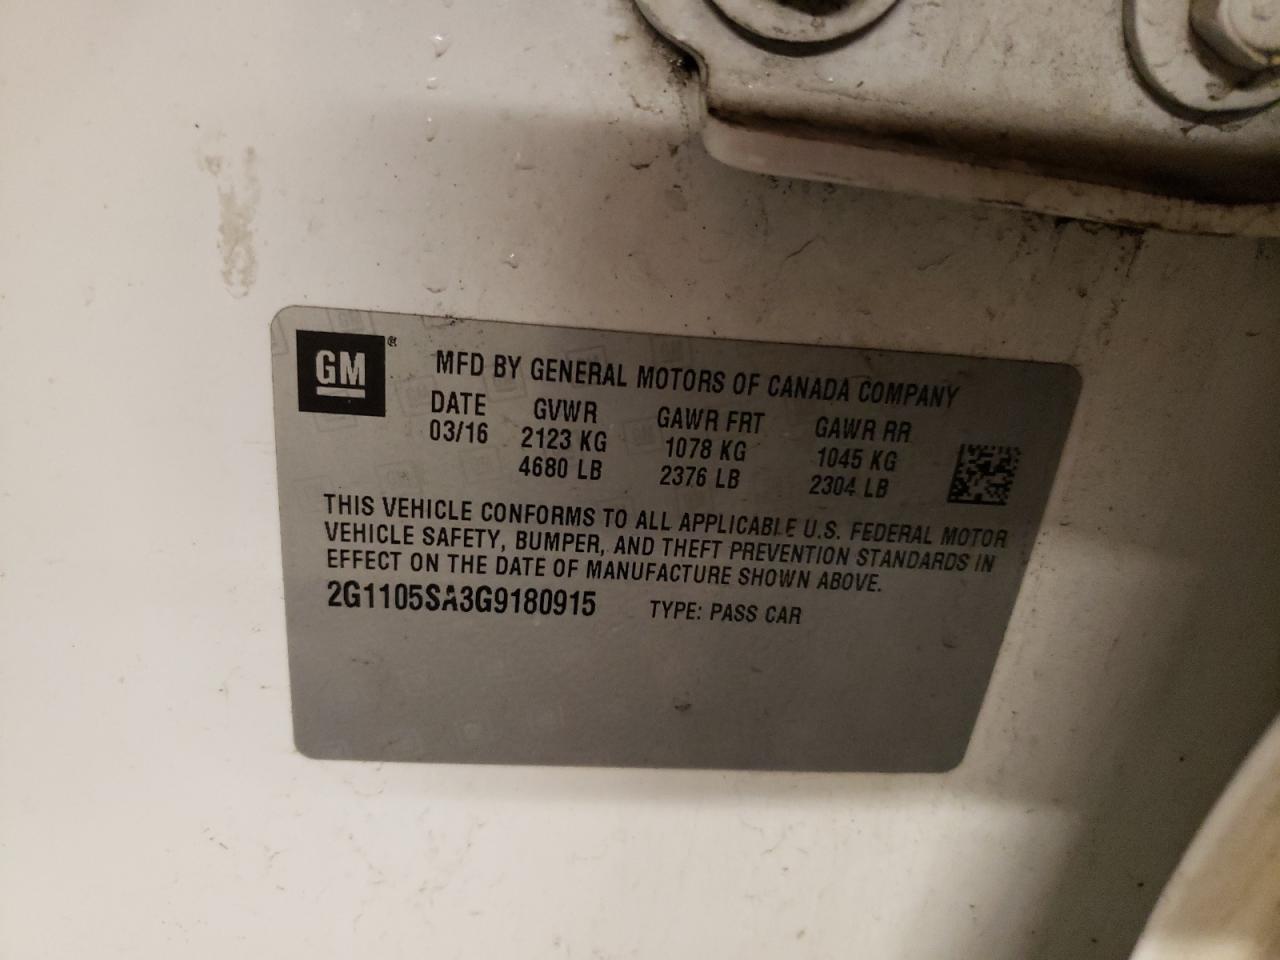 GM ®
MFD BY GENERAL MOTORS OF CANADA COMPANY
DATE GVWR GAWR FRT GAWR RR
03/16 2123 KG 1078 KG 1045 KG
4680 LB 2376 LB 2304 LB
THIS VEHICLE CONFORMS TO ALL APPLICABLE U.S. FEDERAL MOTOR
VEHICLE SAFETY, BUMPER, AND THEFT PREVENTION STANDARDS IN
EFFECT ON THE DATE OF MANUFACTURE SHOWN ABOVE.
2G1105SA3G9180915 TYPE: PASS CAR